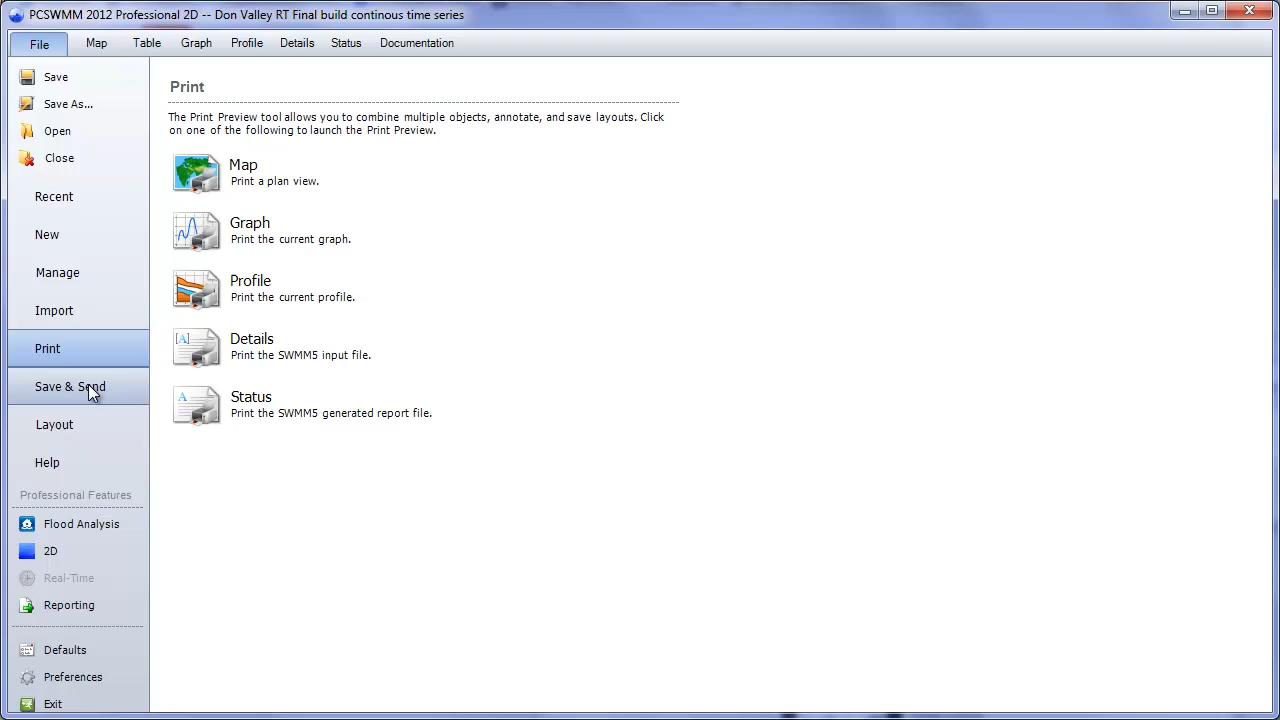 PCSWMM 2012 Professional 2D -- Don Valley RT Final build continous time series
File Map Table Graph Profile Details Status Documentation
Save
Save As...
Open
Close
Recent
New
Manage
Import
Print
Save & Send
Layout
Help
Professional Features
Flood Analysis
2D
Real-Time
Reporting
Defaults
Preferences
Exit
Print
The Print Preview tool allows you to combine multiple objects, annotate, and save layouts. Click
on one of the following to launch the Print Preview.
Map
Print a plan view.
Graph
Print the current graph.
Profile
Print the current profile.
Details
Print the SWMM5 input file.
Status
Print the SWMM5 generated report file.